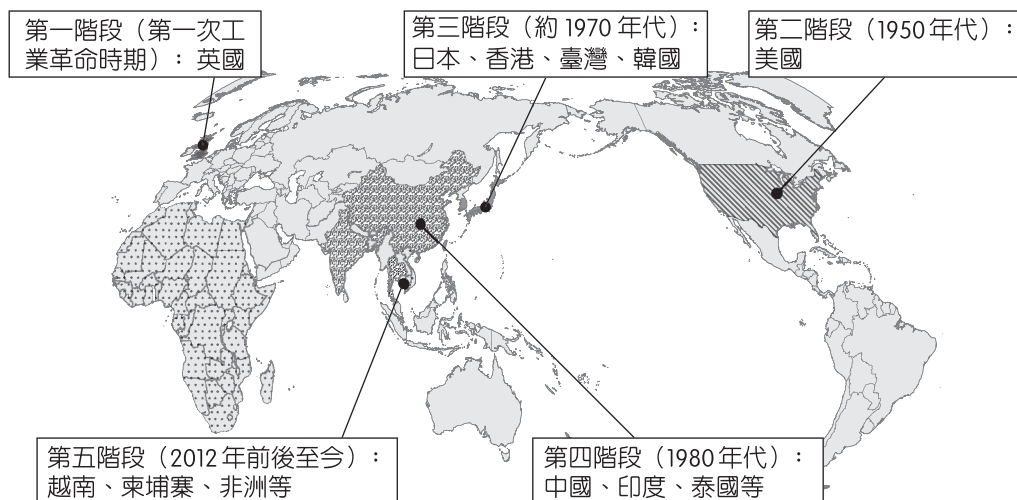 第一階段（第一次工
業革命時期）：英國
第三階段（約 1970 年代）：
日本、香港、臺灣、韓國
第二階段（1950 年代）：
美國
第五階段（2012 年前後至今）：
越南、柬埔寨、非洲等
第四階段（1980 年代）：
中國、印度、泰國等